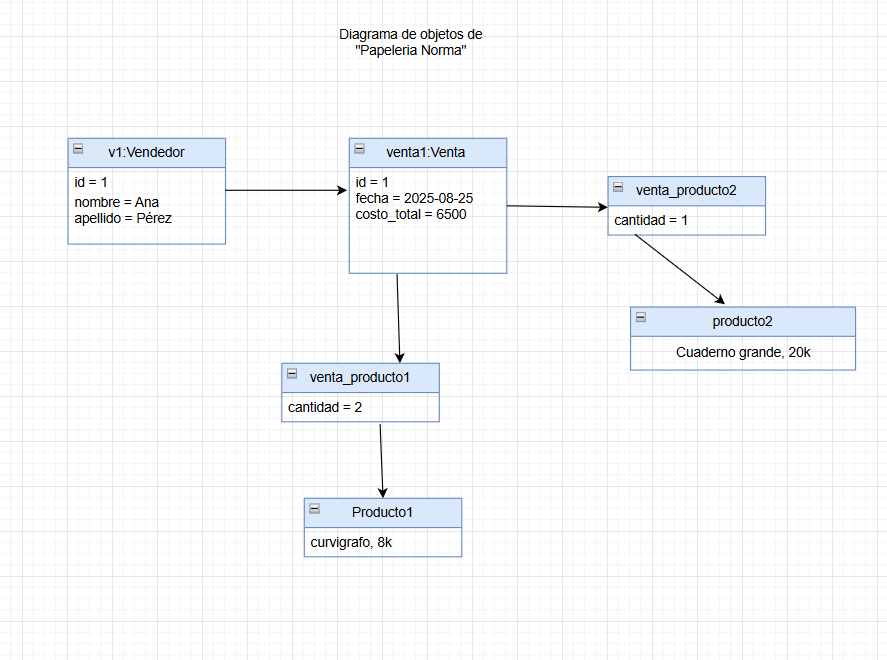 Diagrama de objetos de
"Papeleria Norma"
v1:Vendedor
id = 1
nombre = Ana
apellido = Pérez
venta1:Venta
id = 1
fecha = 2025-08-25
costo_total = 6500
venta_producto2
cantidad = 1
producto2
Cuaderno grande, 20k
venta_producto1
cantidad = 2
Producto1
curvigrafo, 8k